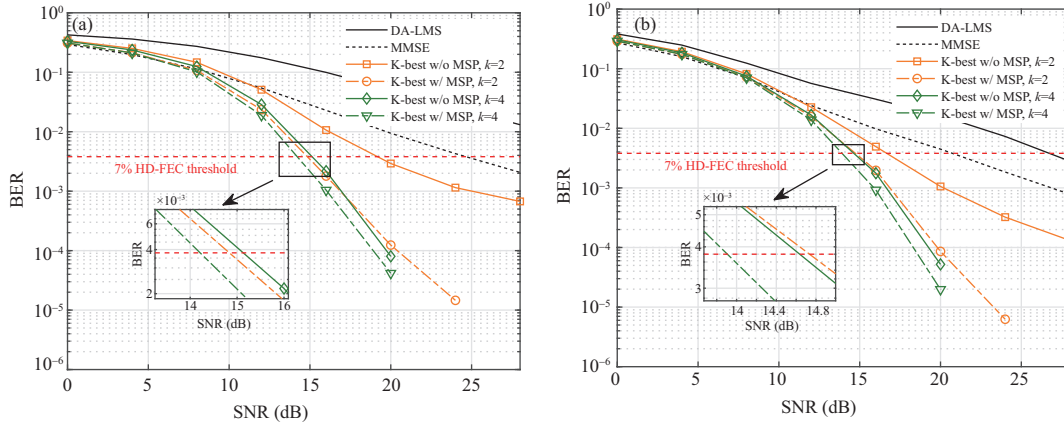 (a)
DA-LMS
MMSE
K-best w/o MSP, k=2
K-best w/ MSP, k=2
K-best w/o MSP, k=4
K-best w/ MSP, k=4
7% HD-FEC threshold
10^0
10^-1
10^-2
10^-3
10^-4
10^-5
10^-6
BER
0 5 10 15 20 25
SNR (dB)
×10^-3
6
4
2
BER
14 15 16
SNR (dB)
(b)
DA-LMS
MMSE
K-best w/o MSP, k=2
K-best w/ MSP, k=2
K-best w/o MSP, k=4
K-best w/ MSP, k=4
7% HD-FEC threshold
10^0
10^-1
10^-2
10^-3
10^-4
10^-5
10^-6
BER
0 5 10 15 20 25
SNR (dB)
×10^-3
5
4
3
BER
14 14.4 14.8
SNR (dB)